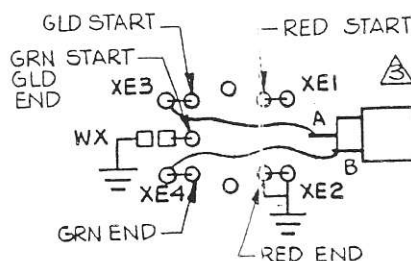 GLD START
RED START
GRN START
GLD
END
XE3
XE1
3
A
WX
B
XE4
XE2
GRN END
RED END